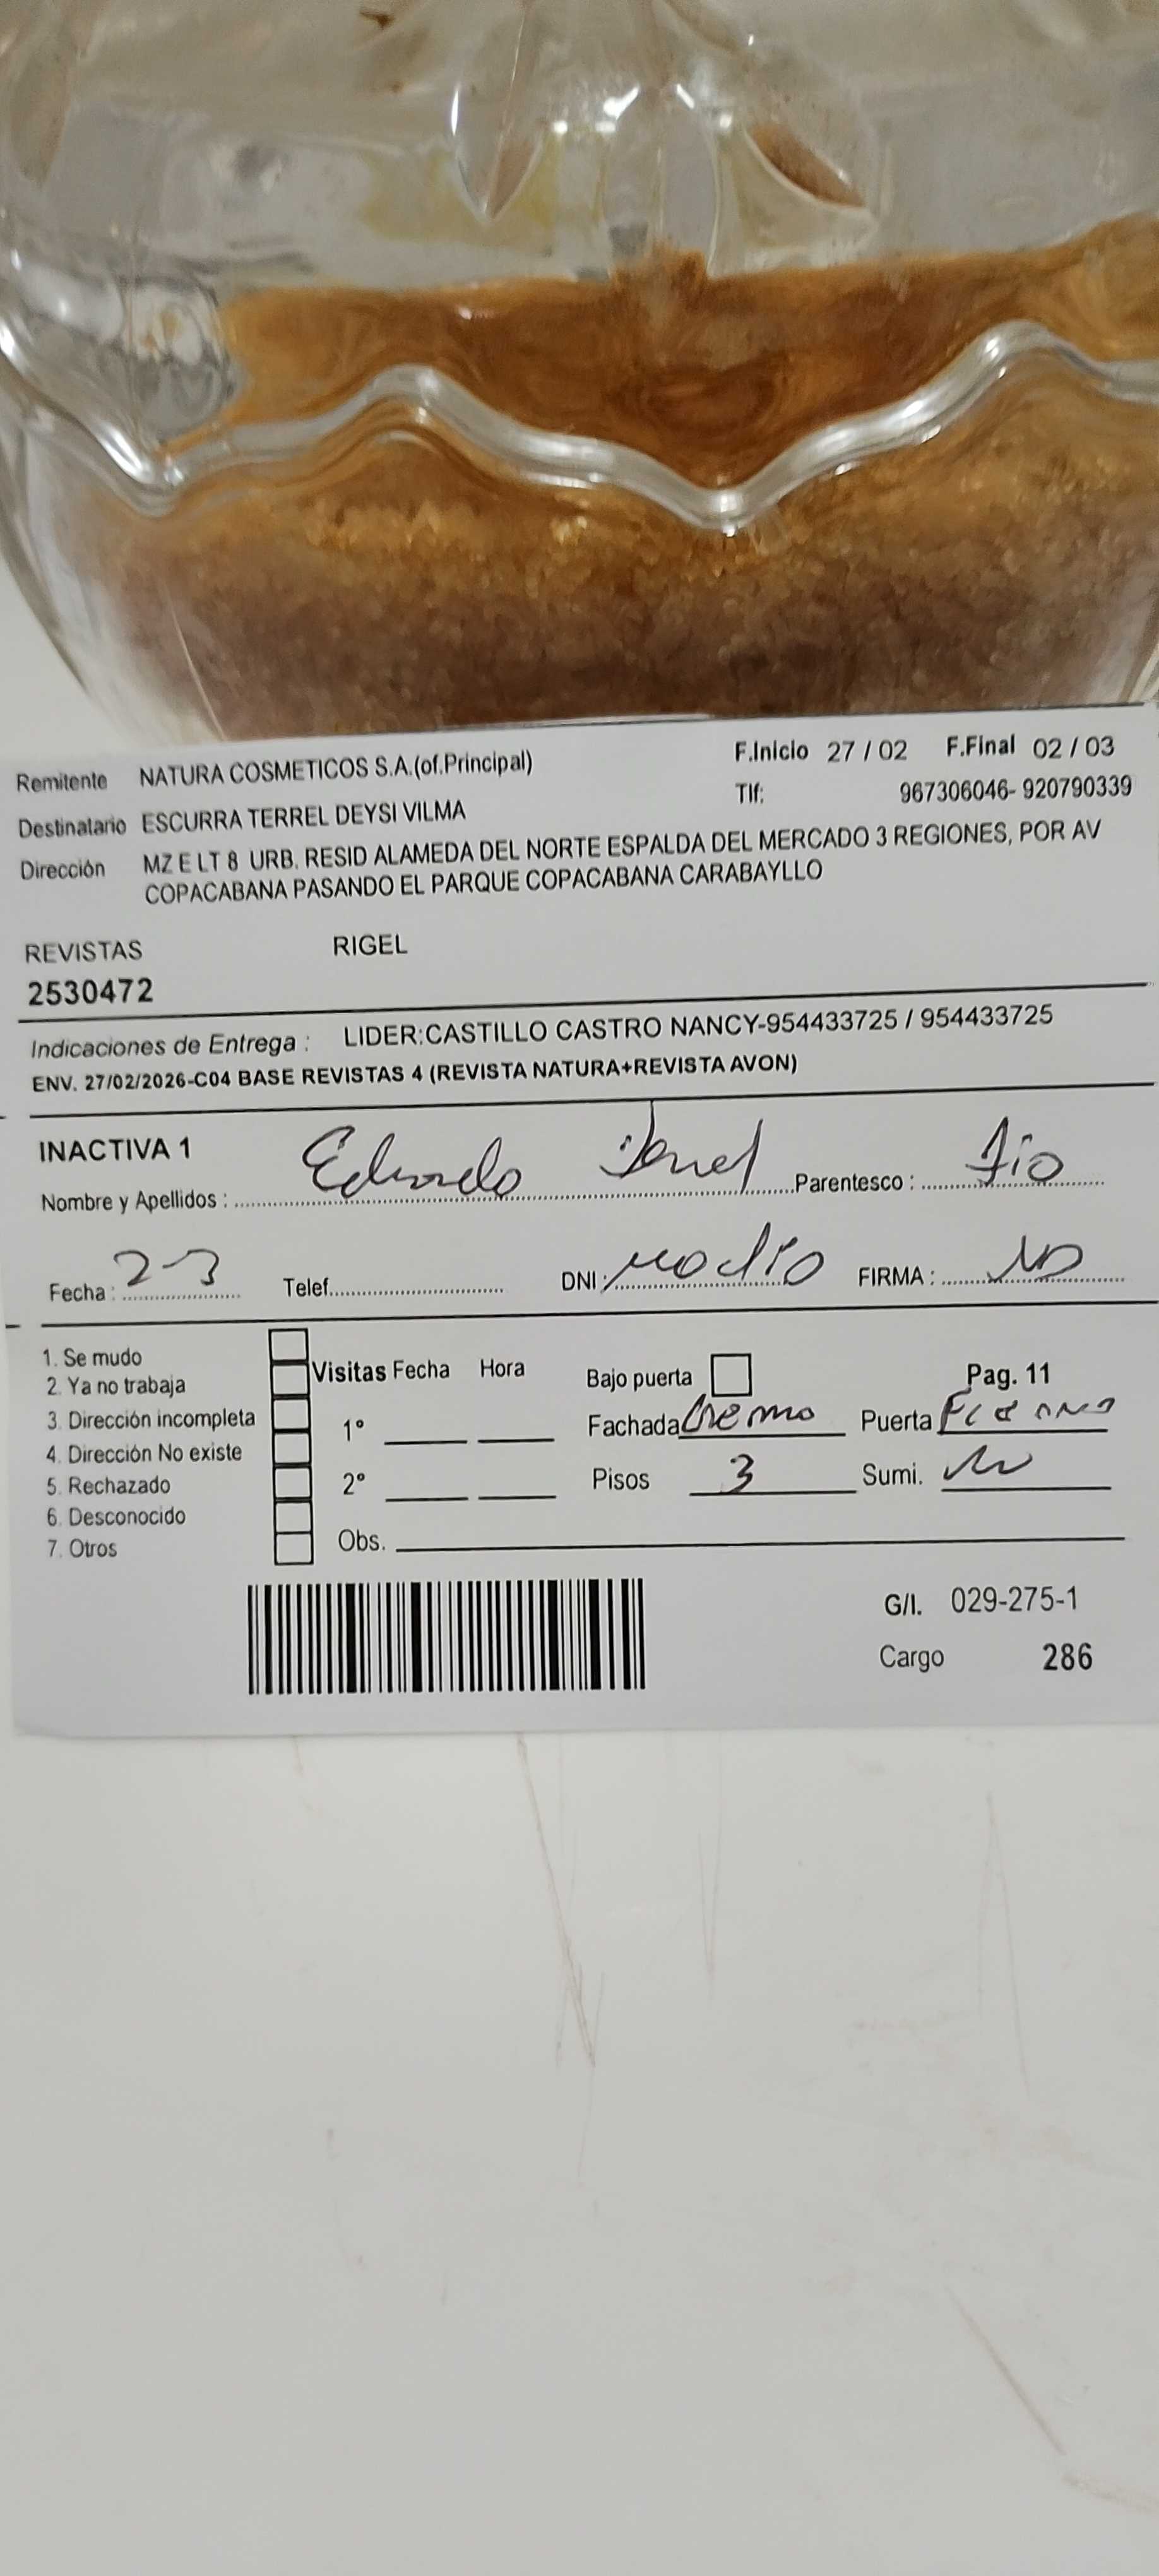 Remitente NATURA COSMETICOS S.A.(of.Principal) F.Inicio 27 / 02 F.Final 02 / 03
Tlf: 967306046- 920790339
Destinatario ESCURRA TERREL DEYSI VILMA
Dirección MZ E LT 8 URB. RESID ALAMEDA DEL NORTE ESPALDA DEL MERCADO 3 REGIONES, POR AV
COPACABANA PASANDO EL PARQUE COPACABANA CARABAYLLO
REVISTAS RIGEL
2530472
Indicaciones de Entrega : LIDER:CASTILLO CASTRO NANCY-954433725 / 954433725
ENV. 27/02/2026-C04 BASE REVISTAS 4 (REVISTA NATURA+REVISTA AVON)
INACTIVA 1
Nombre y Apellidos : Eduardo Parentesco : Tio
Fecha : 2-3 Telef. DNI : no dio FIRMA :
1. Se mudo
2. Ya no trabaja
3. Dirección incompleta
4. Dirección No existe
5. Rechazado
6. Desconocido
7. Otros
Visitas Fecha Hora
1°
2°
Obs.
Bajo puerta Pag. 11
Fachada Cremo Puerta
Pisos 3 Sumi.
G/I. 029-275-1
Cargo 286